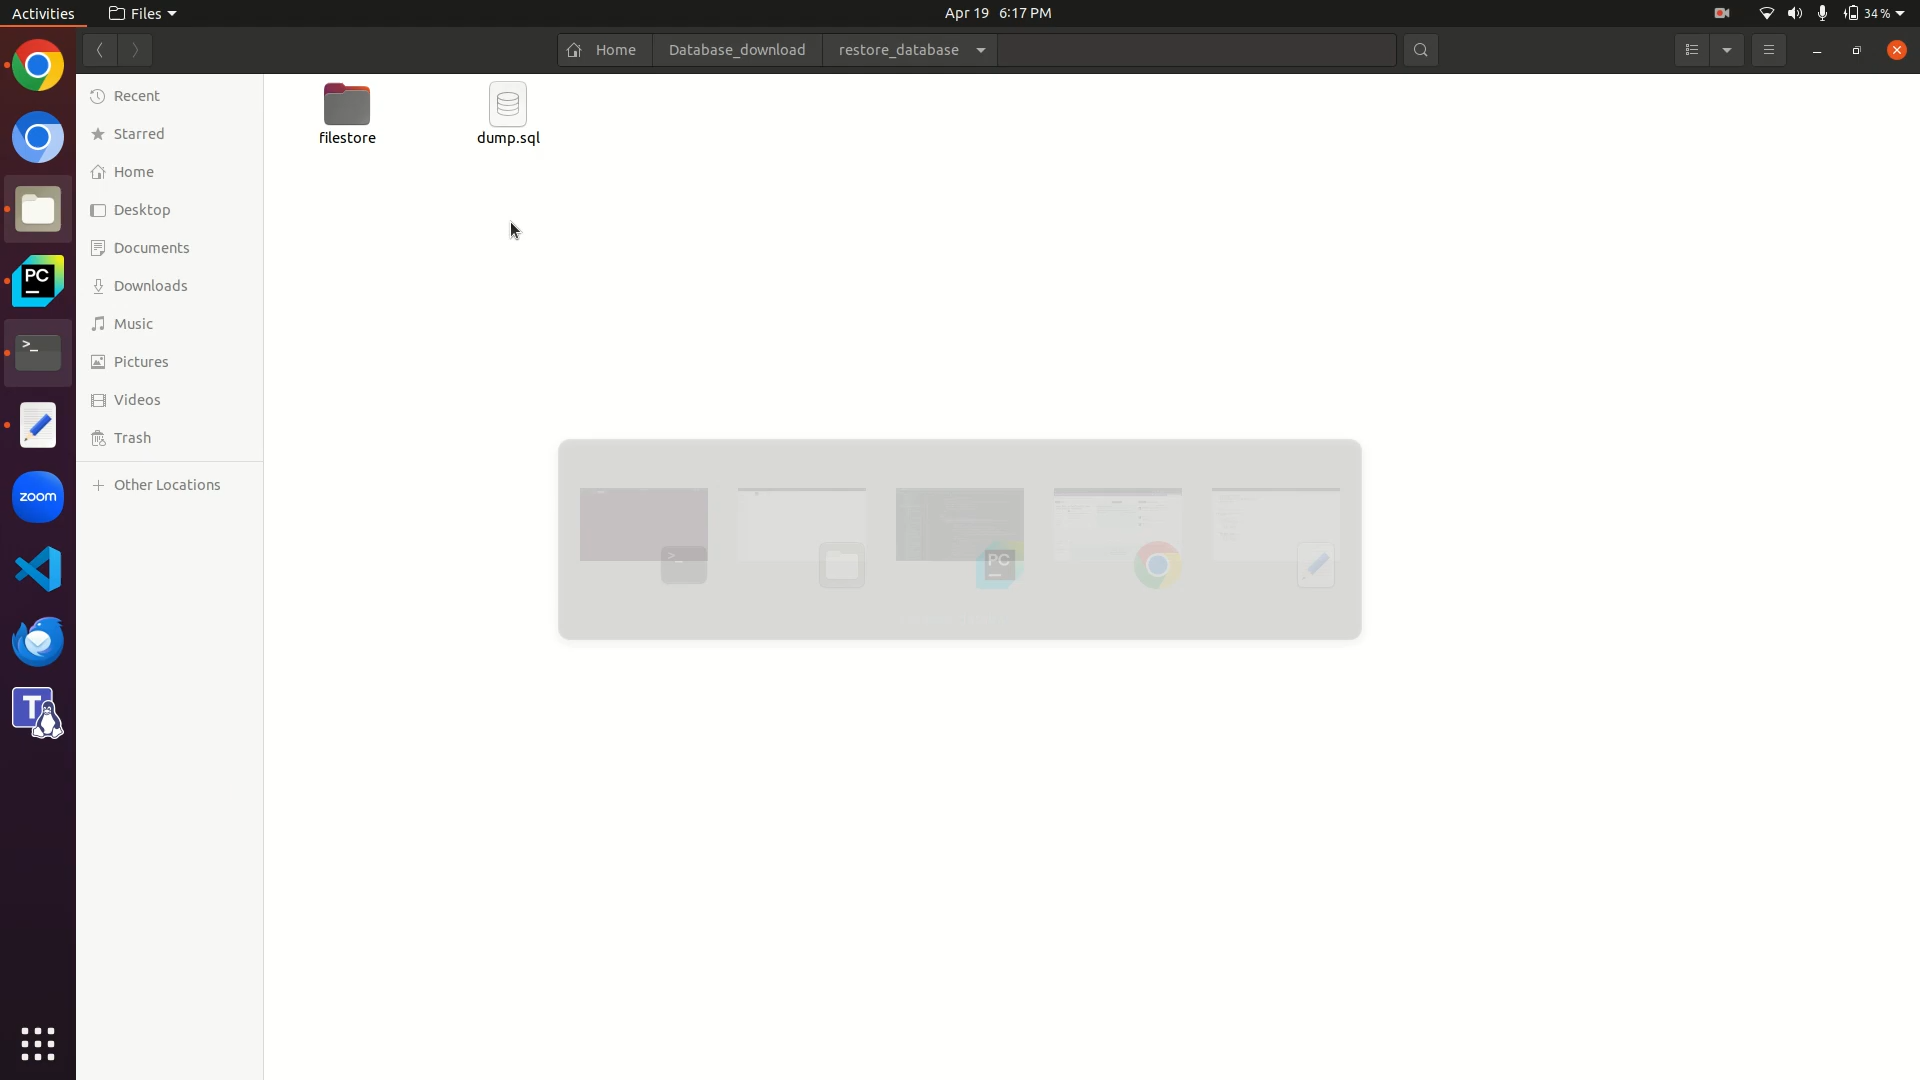 Activities
Files
Apr 19 6:17 PM
34 %
Home
Database_download
restore_database
Recent
Starred
Home
Desktop
Documents
Downloads
Music
Pictures
Videos
Trash
Other Locations
filestore
dump.sql
PC
>_
zoom
T
>_
PC